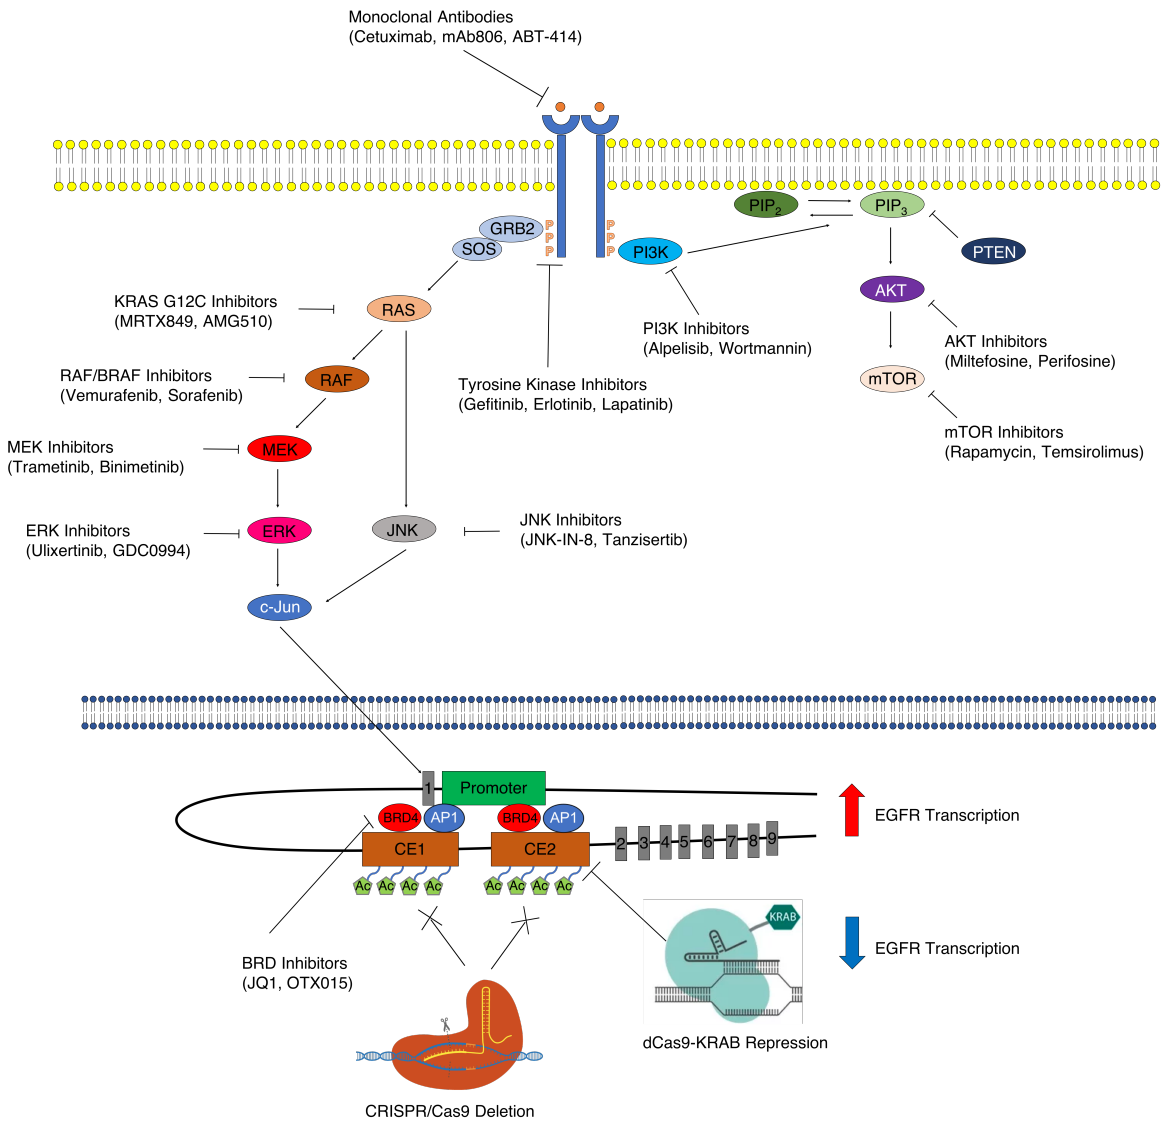 Monoclonal Antibodies
(Cetuximab, mAb806, ABT-414)
PIP2
PIP3
GRB2
P
P
SOS
P
P
P
P
PI3K
PTEN
AKT
KRAS G12C Inhibitors
(MRTX849, AMG510)
RAS
PI3K Inhibitors
(Alpelisib, Wortmannin)
AKT Inhibitors
(Miltefosine, Perifosine)
RAF/BRAF Inhibitors
(Vemurafenib, Sorafenib)
RAF
Tyrosine Kinase Inhibitors
(Gefitinib, Erlotinib, Lapatinib)
mTOR
mTOR Inhibitors
(Rapamycin, Temsirolimus)
MEK Inhibitors
(Trametinib, Binimetinib)
MEK
ERK Inhibitors
(Ulixertinib, GDC0994)
ERK
JNK
JNK Inhibitors
(JNK-IN-8, Tanzisertib)
c-Jun
1
Promoter
BRD4
AP1
BRD4
AP1
EGFR Transcription
CE1
CE2
2 3 4 5 6 7 8 9
Ac Ac Ac Ac
Ac Ac Ac Ac
KRAB
EGFR Transcription
BRD Inhibitors
(JQ1, OTX015)
dCas9-KRAB Repression
CRISPR/Cas9 Deletion